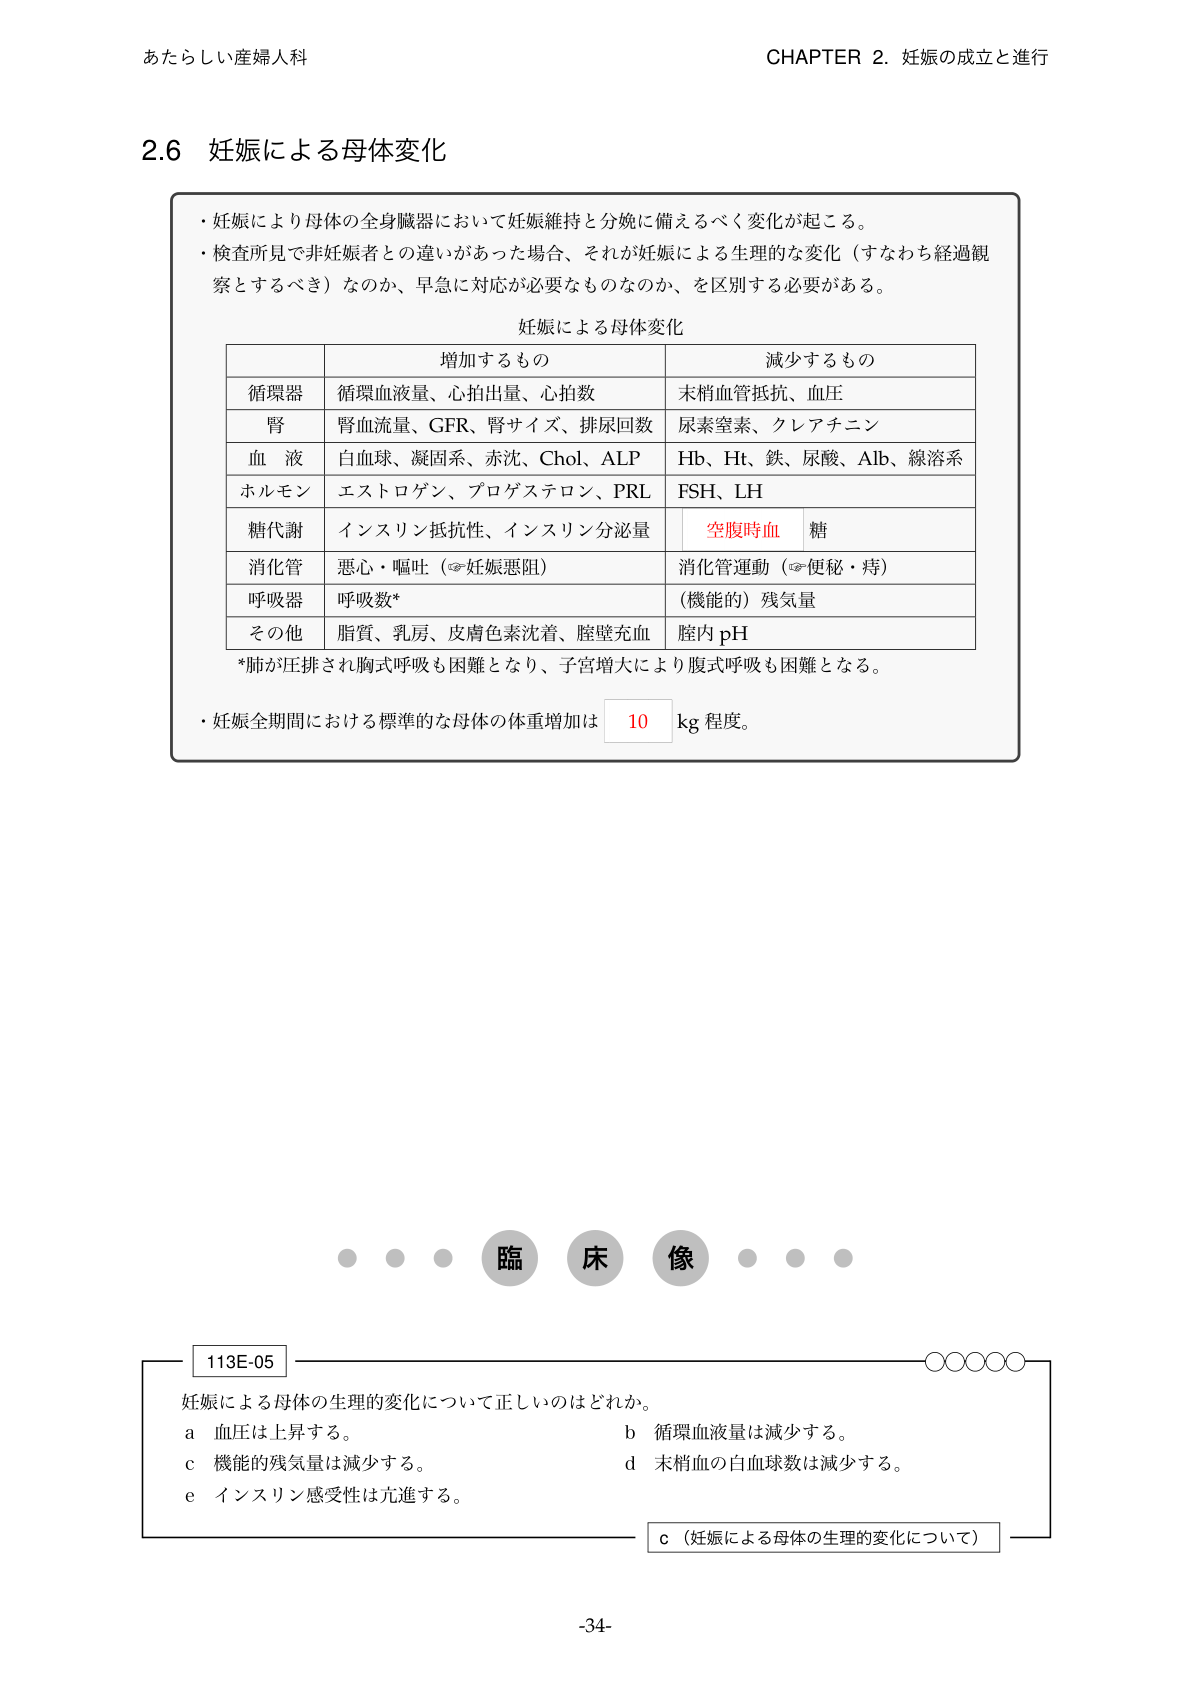 あたらしい産婦人科
CHAPTER 2. 妊娠の成立と進行
2.6 妊娠による母体変化
・妊娠により母体の全身臓器において妊娠維持と分娩に備えるべく変化が起こる。
・検査所見で非妊娠者との違いがあった場合、それが妊娠による生理的な変化（すなわち経過観
察とするべき）なのか、早急に対応が必要なものなのか、を区別する必要がある。
妊娠による母体変化
増加するもの 減少するもの
循環器 循環血液量、心拍出量、心拍数 末梢血管抵抗、血圧
腎 腎血流量、GFR、腎サイズ、排尿回数 尿素窒素、クレアチニン
血　液 白血球、凝固系、赤沈、Chol、ALP Hb、Ht、鉄、尿酸、Alb、線溶系
ホルモン エストロゲン、プロゲステロン、PRL FSH、LH
糖代謝 インスリン抵抗性、インスリン分泌量 空腹時血 糖
消化管 悪心・嘔吐（☞妊娠悪阻） 消化管運動（☞便秘・痔）
呼吸器 呼吸数* （機能的）残気量
その他 脂質、乳房、皮膚色素沈着、腟壁充血 腟内 pH
*肺が圧排され胸式呼吸も困難となり、子宮増大により腹式呼吸も困難となる。
・妊娠全期間における標準的な母体の体重増加は 10 kg 程度。
臨 床 像
113E-05
妊娠による母体の生理的変化について正しいのはどれか。
a 血圧は上昇する。 b 循環血液量は減少する。
c 機能的残気量は減少する。 d 末梢血の白血球数は減少する。
e インスリン感受性は亢進する。
c （妊娠による母体の生理的変化について）
-34-